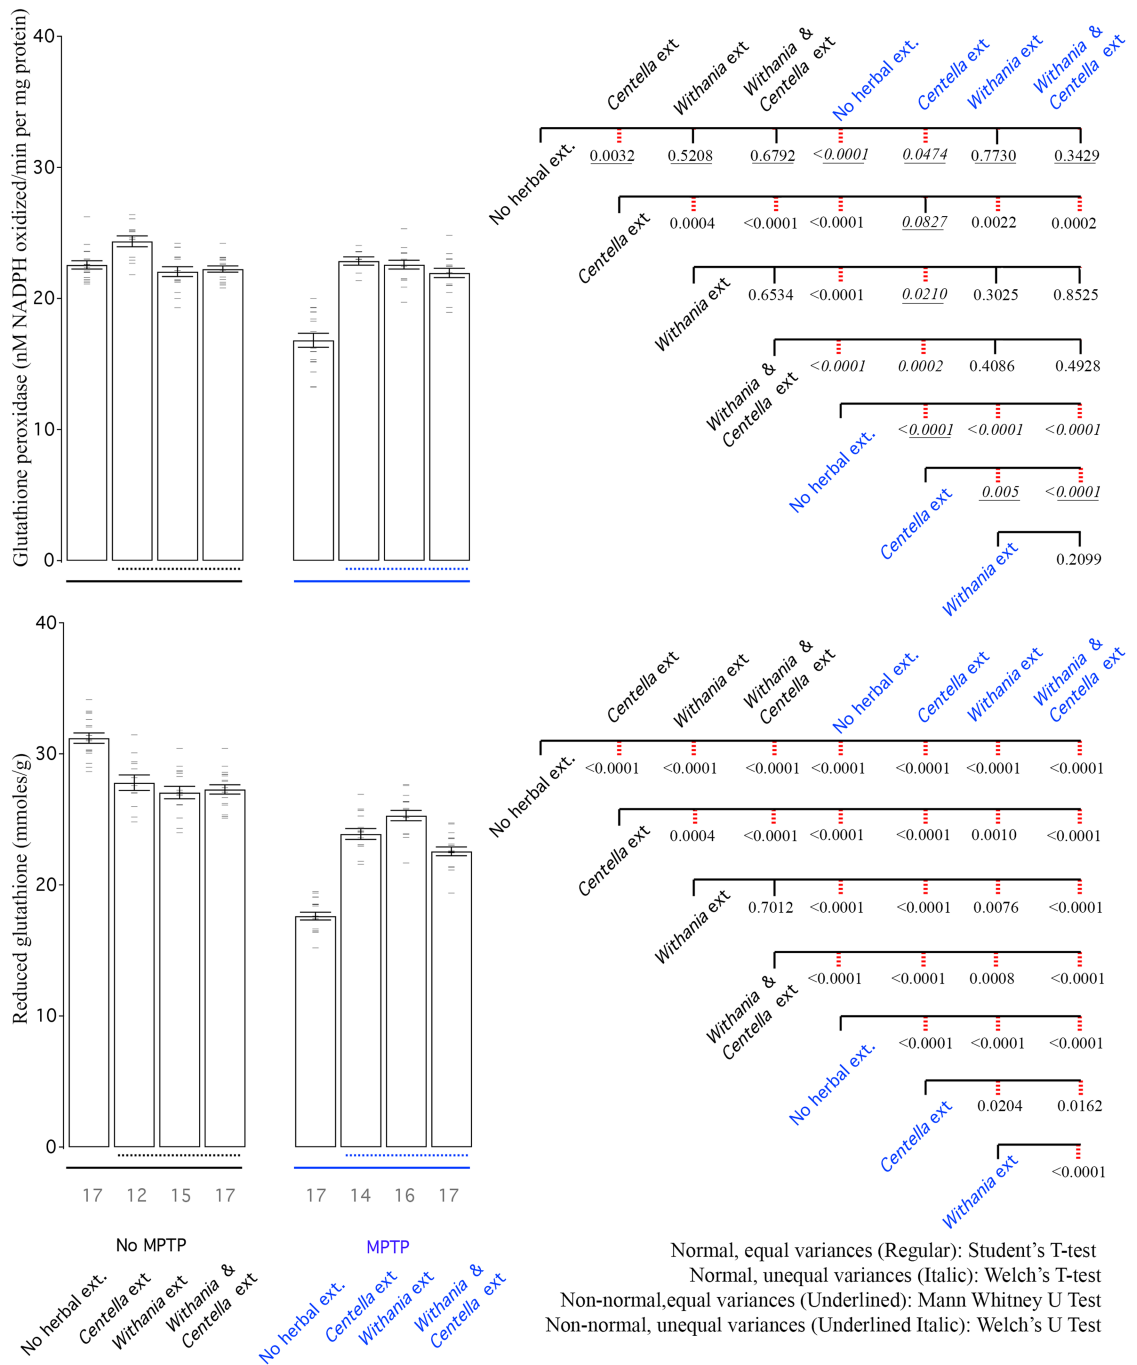 Glutathione peroxidase (nM NADPH oxidized/min per mg protein)
40
30
20
10
0
Centella ext
Withania ext
Withania &
Centella ext
No herbal ext.
Centella ext
Withania ext
Withania &
Centella ext
No herbal ext.
0.0032 0.5208 0.6792 <0.0001 0.0474 0.7730 0.3429
Centella ext
0.0004 <0.0001 <0.0001 0.0827 0.0022 0.0002
Withania ext
0.6534 <0.0001 0.0210 0.3025 0.8525
Withania &
Centella ext
<0.0001 0.0002 0.4086 0.4928
No herbal ext.
<0.0001 <0.0001 <0.0001
Centella ext
0.005 <0.0001
Withania ext
0.2099
Reduced glutathione (mmoles/g)
40
30
20
10
0
Centella ext
Withania ext
Withania &
Centella ext
No herbal ext.
Centella ext
Withania ext
Withania &
Centella ext
No herbal ext.
<0.0001 <0.0001 <0.0001 <0.0001 <0.0001 <0.0001 <0.0001
Centella ext
0.0004 <0.0001 <0.0001 <0.0001 0.0010 <0.0001
Withania ext
0.7012 <0.0001 <0.0001 0.0076 <0.0001
Withania &
Centella ext
<0.0001 <0.0001 0.0008 <0.0001
No herbal ext.
<0.0001 <0.0001 <0.0001
Centella ext
0.0204 0.0162
Withania ext
<0.0001
17 12 15 17 17 14 16 17
No MPTP MPTP
No herbal ext.
Centella ext
Withania ext
Withania &
Centella ext
No herbal ext.
Centella ext
Withania ext
Withania &
Centella ext
Normal, equal variances (Regular): Student’s T-test
Normal, unequal variances (Italic): Welch’s T-test
Non-normal,equal variances (Underlined): Mann Whitney U Test
Non-normal, unequal variances (Underlined Italic): Welch’s U Test